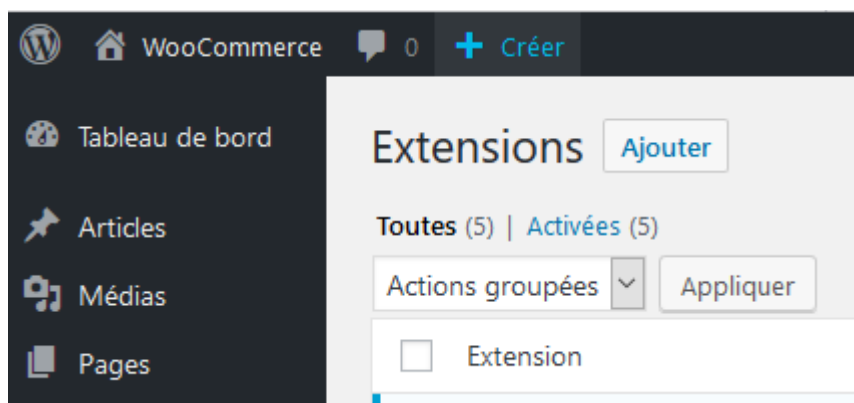 WooCommerce 0 + Créer
Tableau de bord
Extensions Ajouter
Articles
Toutes (5) | Activées (5)
Médias
Actions groupées Appliquer
Pages
Extension